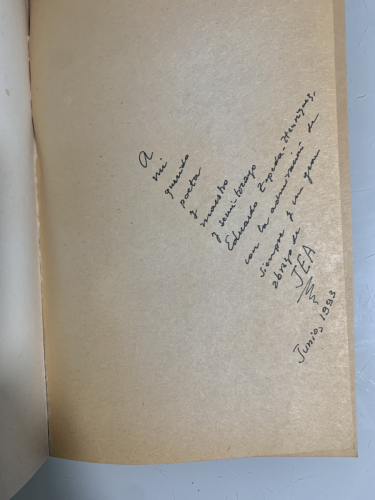 A
mi
querido
poeta
y
maestro
y semi-tocayo
Eduardo Zepeda-Henríquez,
con la admiración de
siempre y un gran
abrazo de
JEA
Junio, 1993